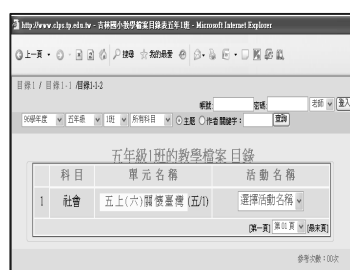 http://www.clps.tp.edu.tw - 吉林國小教學檔案目錄表五年1班 - Microsoft Internet Explorer
上一頁 搜尋 我的最愛
目錄1 / 目錄1-1 /目錄1-1-2
帳號: 密碼: 老師 登入
96學年度 五年級 1班 所有科目 主題 作者 關鍵字: 查詢
五年級1班的教學檔案 目錄
科目 單元名稱 活動名稱
1 社會 五上(六)關懷臺灣 (五/1) 選擇活動名稱
[第一頁] 第01頁 [最末頁]
參考次數:00次